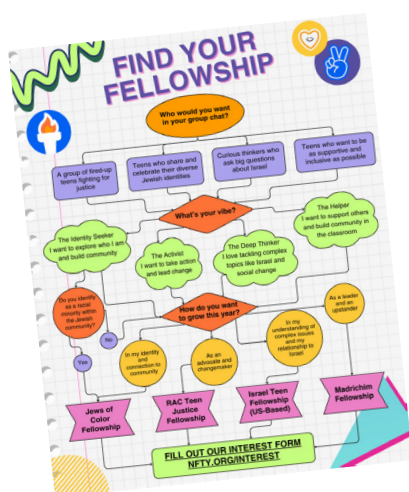 FIND YOUR
FELLOWSHIP
Who would you want
in your group chat?
A group of fired-up
teens fighting for
justice
Teens who share and
celebrate their diverse
Jewish identities
Curious thinkers who
ask big questions
about Israel
Teens who want to be
as supportive and
inclusive as possible
What's your vibe?
The Identity Seeker
I want to explore who I am
and build community
The Activist
I want to take action
and lead change
The Deep Thinker
I love tackling complex
topics like Israel and
social change
The Helper
I want to support others
and build community in
the classroom
Do you identify
as a racial
minority within
the Jewish
community?
No
Yes
How do you want
to grow this year?
In my identity
and connection to
community
As an
advocate and
changemaker
In my
understanding of
complex issues
and my
relationship to
Israel
As a leader
and an
upstander
Jews of
Color
Fellowship
RAC Teen
Justice
Fellowship
Israel Teen
Fellowship
(US-Based)
Madrichim
Fellowship
FILL OUT OUR INTEREST FORM
NFTY.ORG/INTEREST